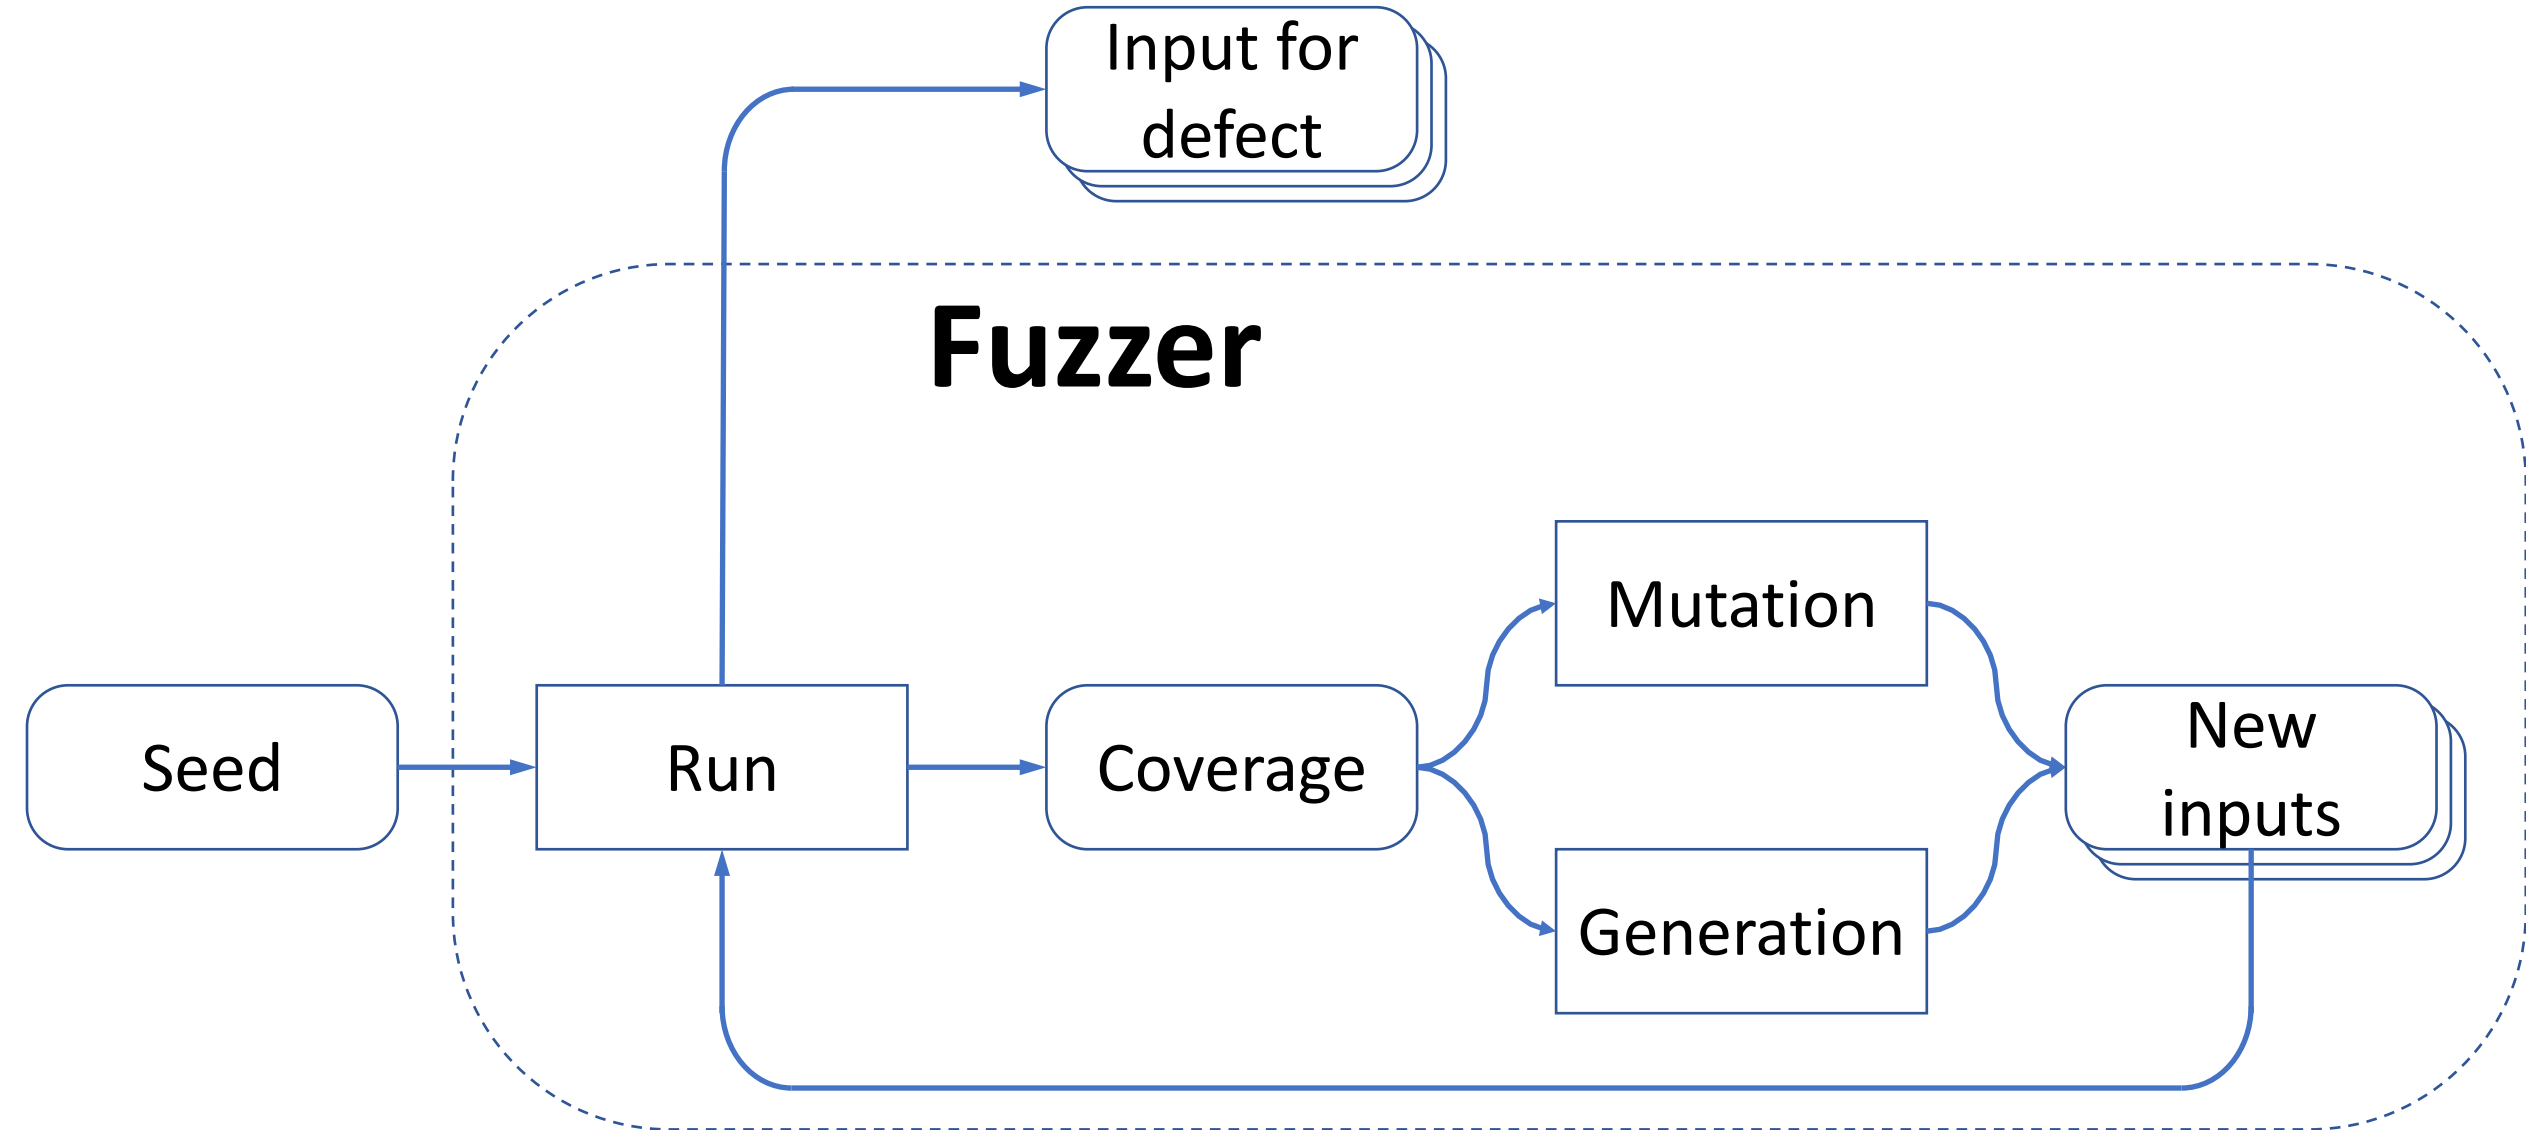 Input for
defect
Fuzzer
Mutation
Seed
Run
Coverage
New
inputs
Generation